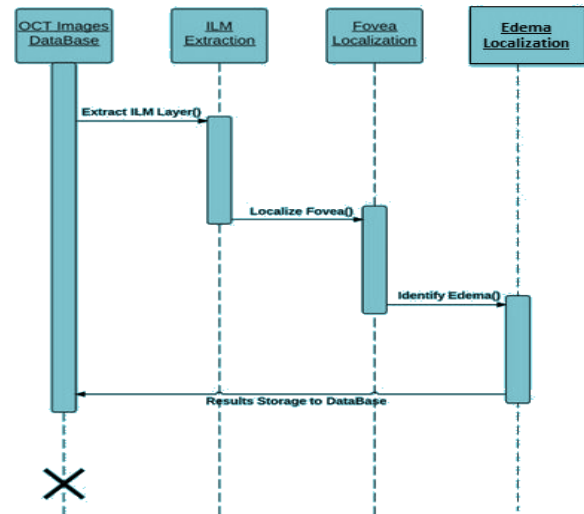 OCT Images
DataBase
ILM
Extraction
Fovea
Localization
Edema
Localization
Extract ILM Layer()
Localize Fovea()
Identify Edema()
Results Storage to DataBase